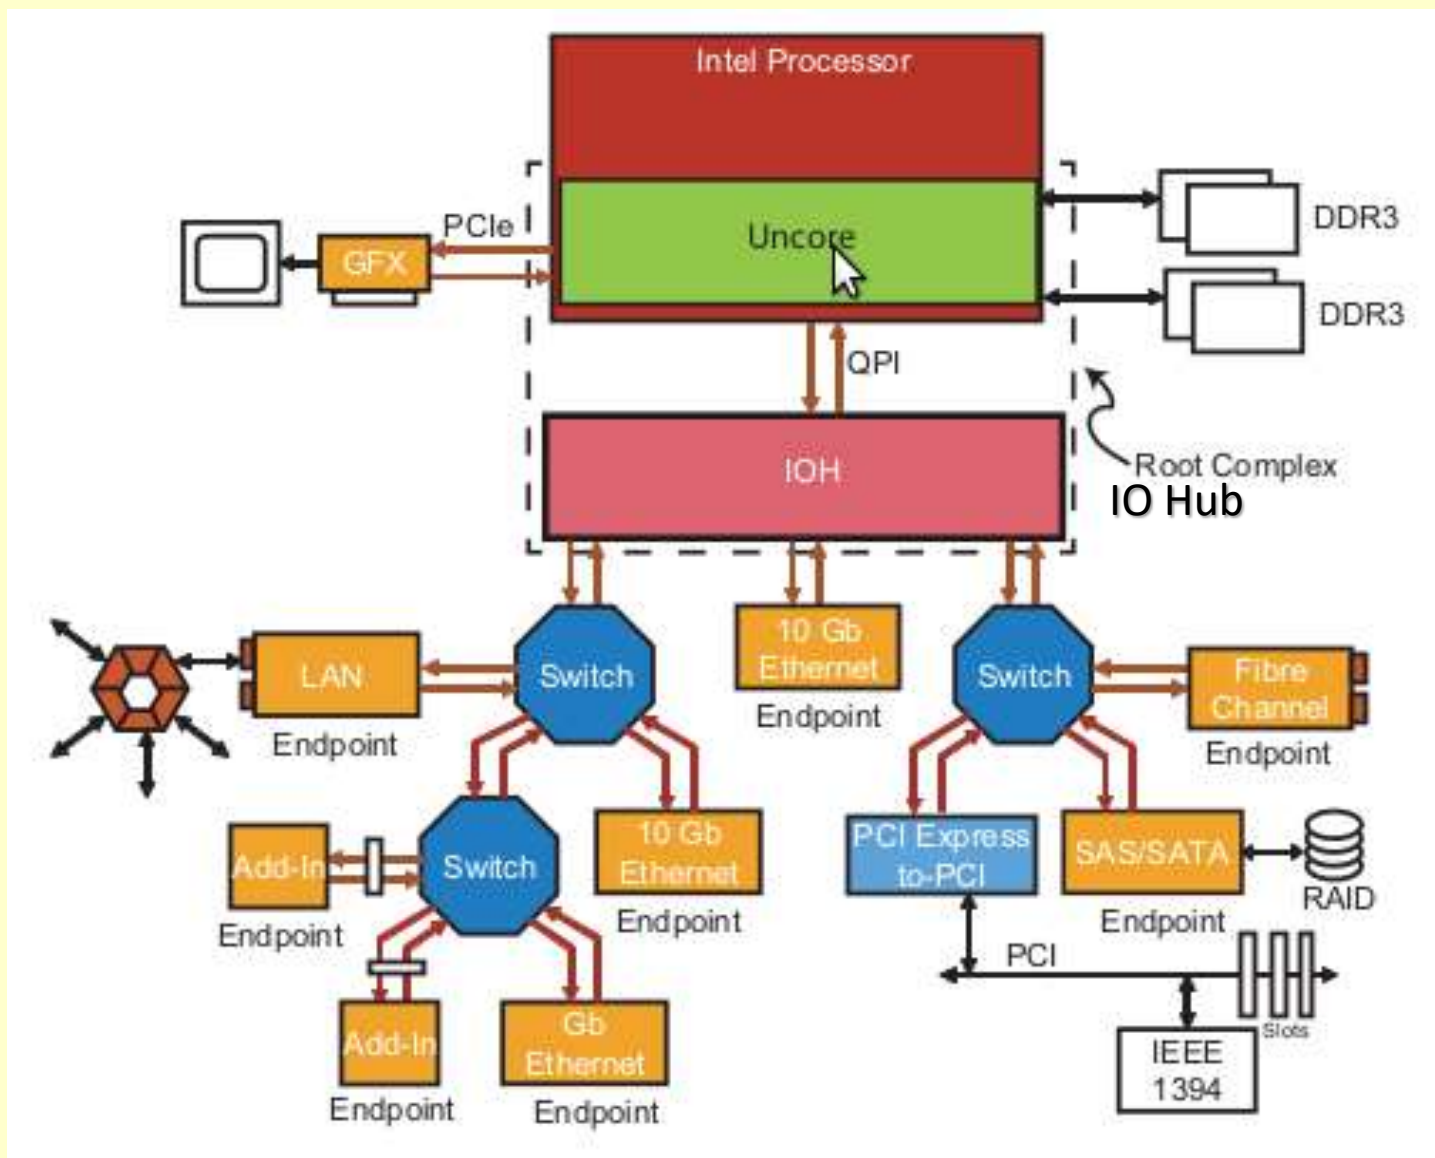 Intel Processor
Uncore
PCIe
GFX
DDR3
DDR3
QPI
IOH
Root Complex
IO Hub
LAN
Endpoint
Switch
10 Gb
Ethernet
Endpoint
Switch
Fibre
Channel
Endpoint
Add-In
Endpoint
Switch
10 Gb
Ethernet
Endpoint
PCI Express
to-PCI
SAS/SATA
Endpoint
RAID
PCI
Slots
Add-In
Endpoint
Gb
Ethernet
Endpoint
IEEE
1394